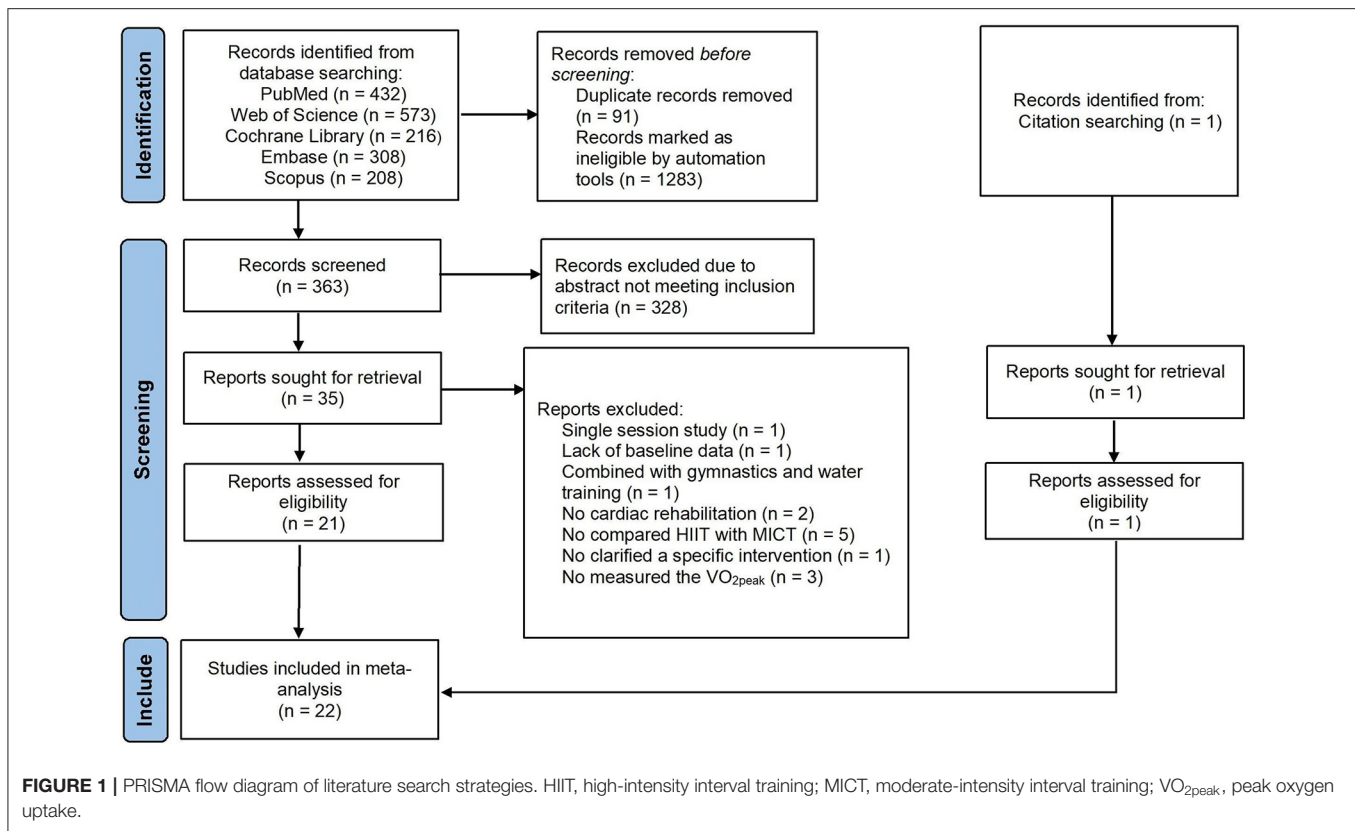 Identification
Records identified from
database searching:
PubMed (n = 432)
Web of Science (n = 573)
Cochrane Library (n = 216)
Embase (n = 308)
Scopus (n = 208)
Records removed before
screening:
Duplicate records removed
(n = 91)
Records marked as
ineligible by automation
tools (n = 1283)
Records identified from:
Citation searching (n = 1)
Screening
Records screened
(n = 363)
Records excluded due to
abstract not meeting inclusion
criteria (n = 328)
Reports sought for retrieval
(n = 35)
Reports excluded:
Single session study (n = 1)
Lack of baseline data (n = 1)
Combined with gymnastics and water
training (n = 1)
No cardiac rehabilitation (n = 2)
No compared HIIT with MICT (n = 5)
No clarified a specific intervention (n = 1)
No measured the VO2peak (n = 3)
Reports sought for retrieval
(n = 1)
Reports assessed for
eligibility
(n = 21)
Reports assessed for
eligibility
(n = 1)
Include
Studies included in meta-
analysis
(n = 22)
FIGURE 1 | PRISMA flow diagram of literature search strategies. HIIT, high-intensity interval training; MICT, moderate-intensity interval training; VO2peak, peak oxygen
uptake.